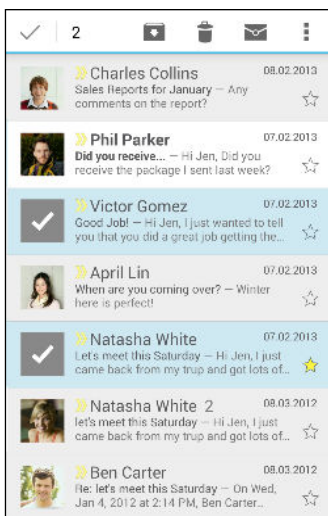 2
Charles Collins 08.02.2013
Sales Reports for January — Any
comments on the report?
Phil Parker 07.02.2013
Did you receive... — Hi Jen, Did you
receive the package I sent last week?
Victor Gomez 07.02.2013
Good Job! — Hi Jen, I just wanted to tell
you that you did a great job getting the...
April Lin 07.02.2013
When are you coming over? — Winter
here is perfect!
Natasha White 07.02.2013
Let's meet this Saturday — Hi Jen, I just
came back from my trup and got lots of...
Natasha White 2 08.03.2012
let's meet this Saturday — Hi Jen, I just
came back from my trup and got lots of...
Ben Carter 08.03.2012
Re: let's meet this Saturday — On Wed,
Jan 4, 2012 at 2:14 PM, Ben Carter...